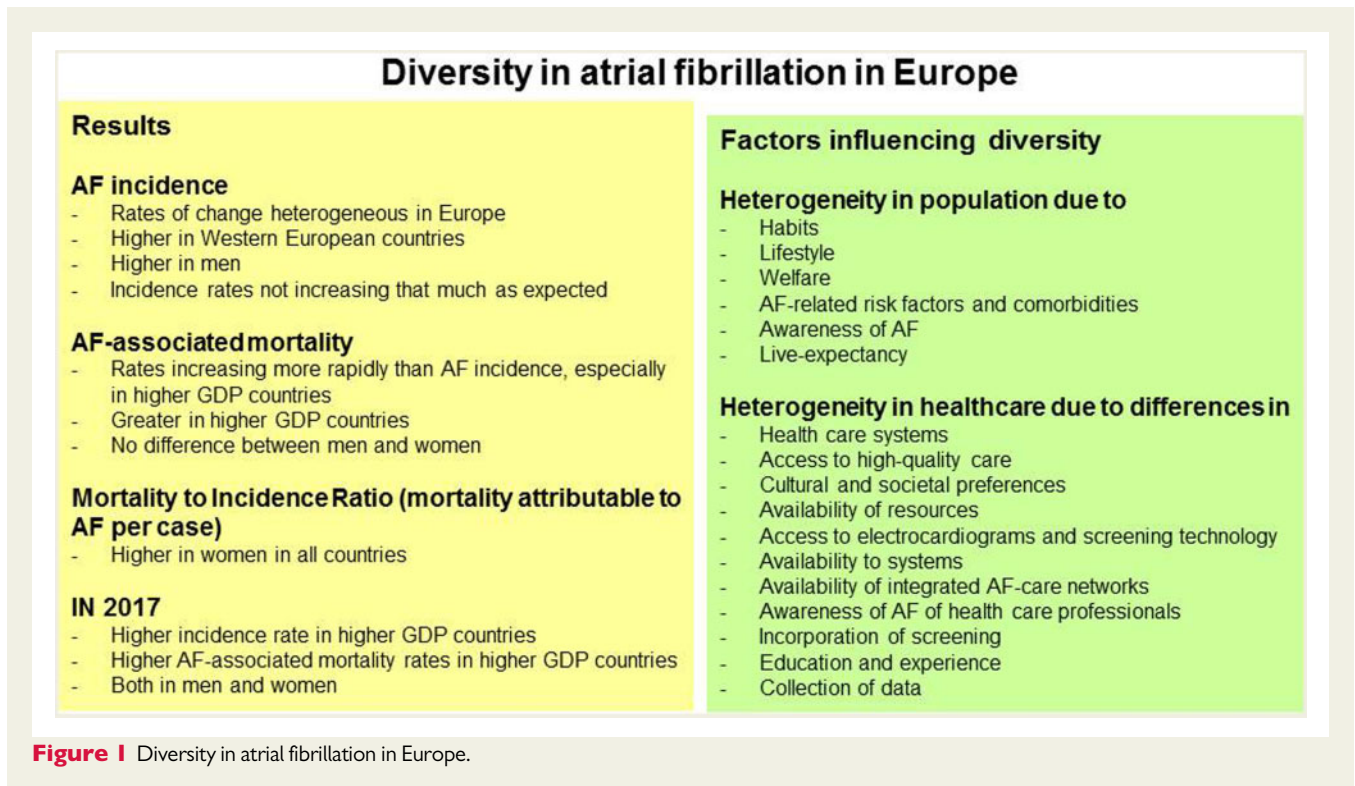 Diversity in atrial fibrillation in Europe
Results
AF incidence
- Rates of change heterogeneous in Europe
- Higher in Western European countries
- Higher in men
- Incidence rates not increasing that much as expected
AF-associated mortality
- Rates increasing more rapidly than AF incidence, especially
in higher GDP countries
- Greater in higher GDP countries
- No difference between men and women
Mortality to Incidence Ratio (mortality attributable to
AF per case)
- Higher in women in all countries
IN 2017
- Higher incidence rate in higher GDP countries
- Higher AF-associated mortality rates in higher GDP countries
- Both in men and women
Factors influencing diversity
Heterogeneity in population due to
- Habits
- Lifestyle
- Welfare
- AF-related risk factors and comorbidities
- Awareness of AF
- Live-expectancy
Heterogeneity in healthcare due to differences in
- Health care systems
- Access to high-quality care
- Cultural and societal preferences
- Availability of resources
- Access to electrocardiograms and screening technology
- Availability to systems
- Availability of integrated AF-care networks
- Awareness of AF of health care professionals
- Incorporation of screening
- Education and experience
- Collection of data
Figure 1 Diversity in atrial fibrillation in Europe.